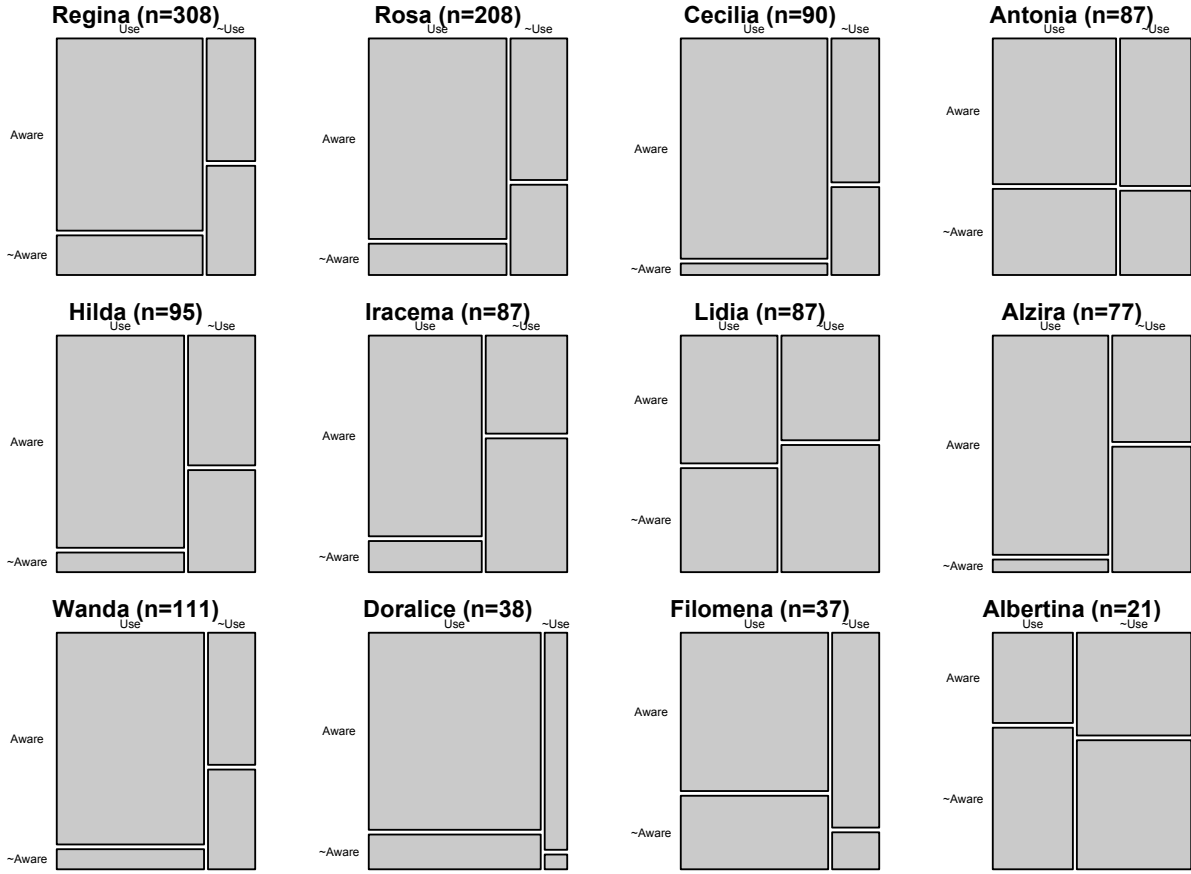 Regina (n=308)
Use ~Use
Aware
~Aware
Rosa (n=208)
Use ~Use
Aware
~Aware
Cecilia (n=90)
Use ~Use
Aware
~Aware
Antonia (n=87)
Use ~Use
Aware
~Aware
Hilda (n=95)
Use ~Use
Aware
~Aware
Iracema (n=87)
Use ~Use
Aware
~Aware
Lidia (n=87)
Use ~Use
Aware
~Aware
Alzira (n=77)
Use ~Use
Aware
~Aware
Wanda (n=111)
Use ~Use
Aware
~Aware
Doralice (n=38)
Use ~Use
Aware
~Aware
Filomena (n=37)
Use ~Use
Aware
~Aware
Albertina (n=21)
Use ~Use
Aware
~Aware